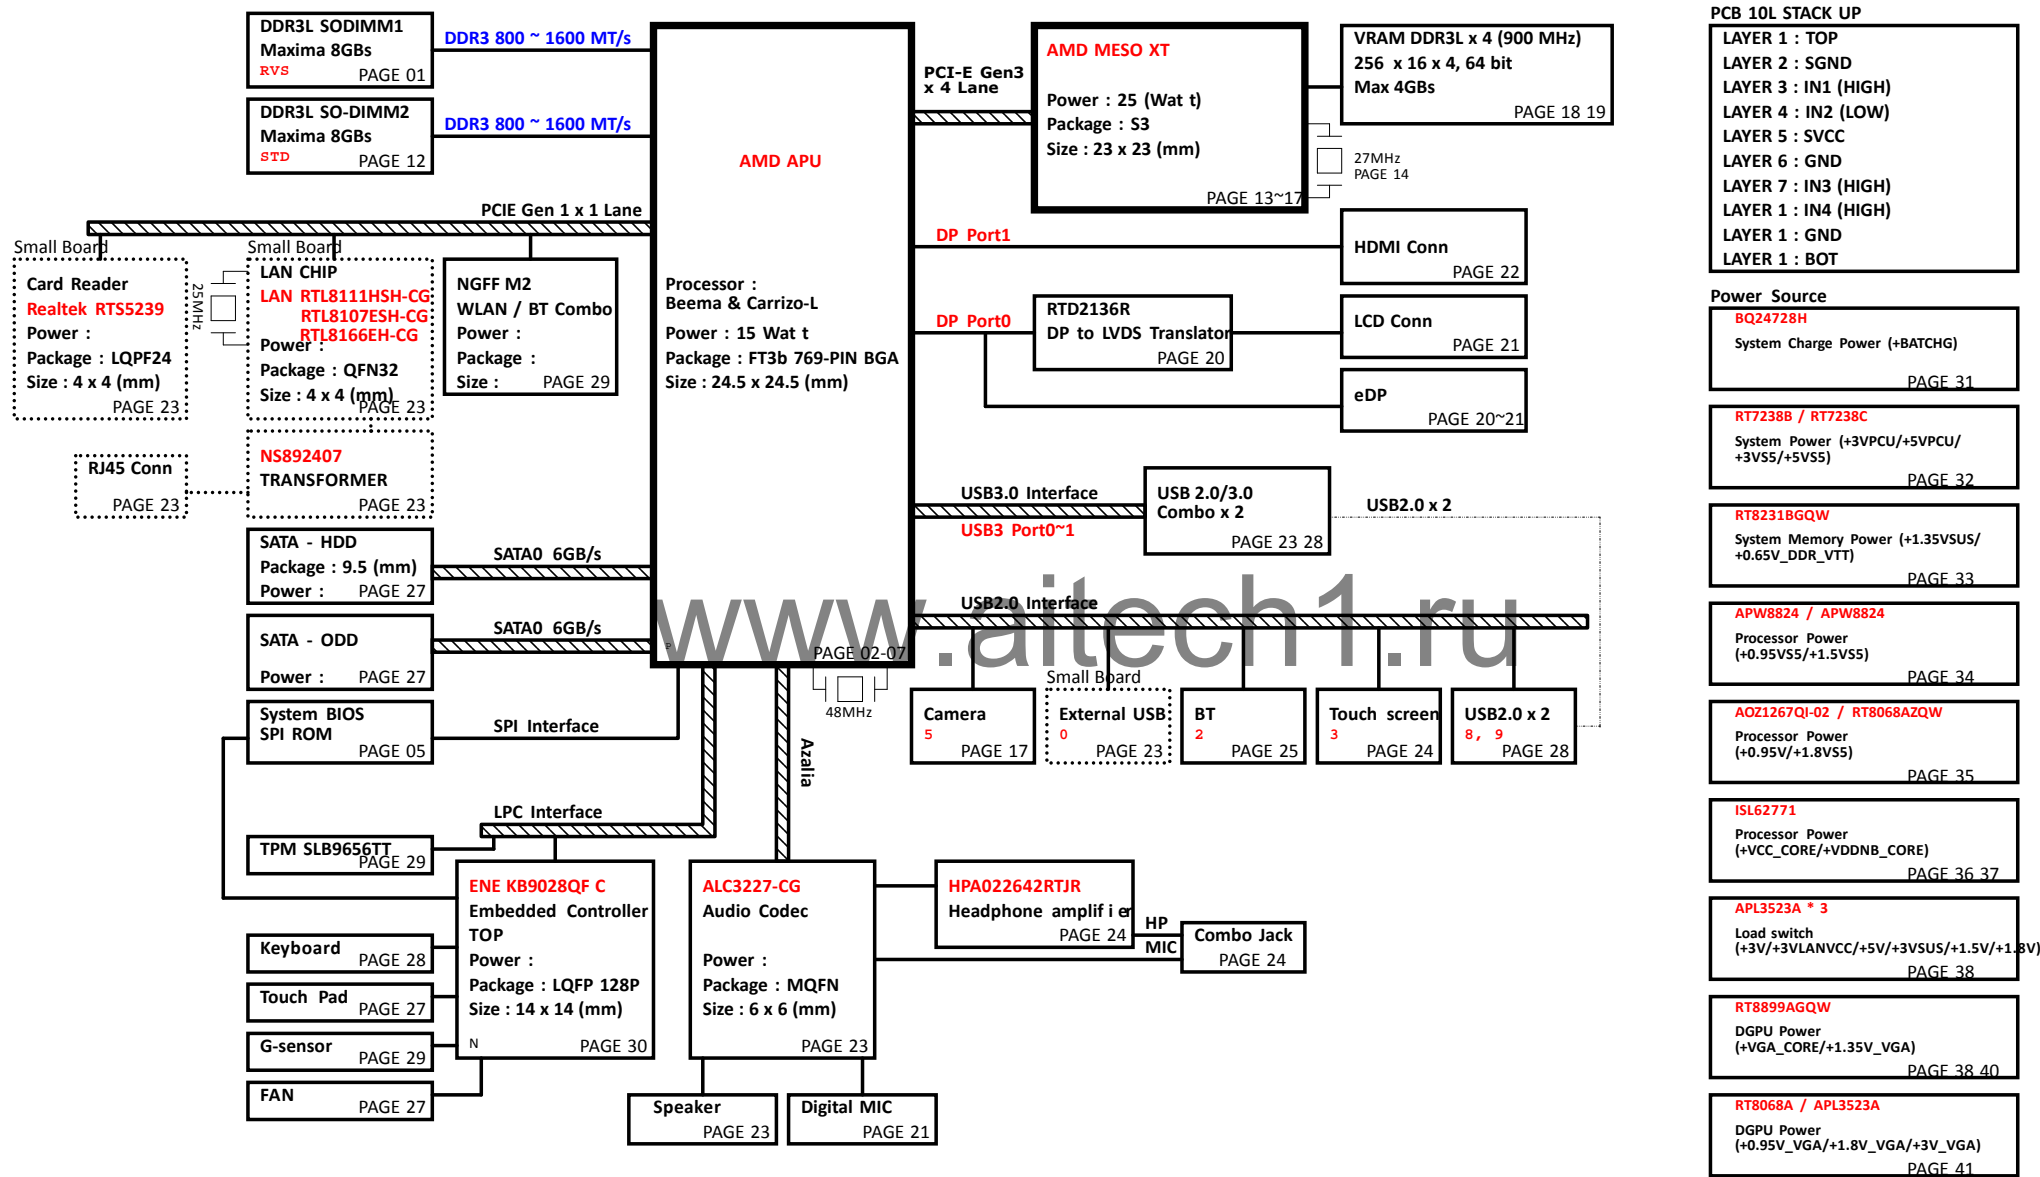 DDR3L SODIMM1
Maxima 8GBs
RVS
PAGE 01
DDR3 800 ~ 1600 MT/s
DDR3L SO-DIMM2
Maxima 8GBs
STD
PAGE 12
DDR3 800 ~ 1600 MT/s
PCIE Gen 1 x 1 Lane
Small Board
Card Reader
Realtek RTS5239
Power :
Package : LQPF24
Size : 4 x 4 (mm)
PAGE 23
25MHz
Small Board
LAN CHIP
LAN RTL8111HSH-CG
RTL8107ESH-CG
RTL8166EH-CG
Power :
Package : QFN32
Size : 4 x 4 (mm)
PAGE 23
NGFF M2
WLAN / BT Combo
Power :
Package :
Size :
PAGE 29
RJ45 Conn
PAGE 23
NS892407
TRANSFORMER
PAGE 23
SATA - HDD
Package : 9.5 (mm)
Power :
PAGE 27
SATA0 6GB/s
SATA - ODD
Power :
PAGE 27
SATA0 6GB/s
System BIOS
SPI ROM
PAGE 05
SPI Interface
LPC Interface
TPM SLB9656TT
PAGE 29
Keyboard
PAGE 28
Touch Pad
PAGE 27
G-sensor
PAGE 29
FAN
PAGE 27
ENE KB9028QF C
Embedded Controller
TOP
Power :
Package : LQFP 128P
Size : 14 x 14 (mm)
N
PAGE 30
AMD APU
Processor :
Beema & Carrizo-L
Power : 15 Wat t
Package : FT3b 769-PIN BGA
Size : 24.5 x 24.5 (mm)
P
PAGE 02-07
48MHz
Azalia
ALC3227-CG
Audio Codec
Power :
Package : MQFN
Size : 6 x 6 (mm)
PAGE 23
Speaker
PAGE 23
Digital MIC
PAGE 21
HPA022642RTJR
Headphone amplif i er
PAGE 24
HP
MIC
Combo Jack
PAGE 24
PCI-E Gen3
x 4 Lane
AMD MESO XT
Power : 25 (Wat t)
Package : S3
Size : 23 x 23 (mm)
PAGE 13~17
VRAM DDR3L x 4 (900 MHz)
256 x 16 x 4, 64 bit
Max 4GBs
PAGE 18 19
27MHz
PAGE 14
DP Port1
HDMI Conn
PAGE 22
DP Port0
RTD2136R
DP to LVDS Translator
PAGE 20
LCD Conn
PAGE 21
eDP
PAGE 20~21
USB3.0 Interface
USB3 Port0~1
USB 2.0/3.0
Combo x 2
PAGE 23 28
USB2.0 x 2
USB2.0 Interface
www.aitech1.ru
Camera
5
PAGE 17
Small Board
External USB
0
PAGE 23
BT
2
PAGE 25
Touch screen
3
PAGE 24
USB2.0 x 2
8, 9
PAGE 28
PCB 10L STACK UP
LAYER 1 : TOP
LAYER 2 : SGND
LAYER 3 : IN1 (HIGH)
LAYER 4 : IN2 (LOW)
LAYER 5 : SVCC
LAYER 6 : GND
LAYER 7 : IN3 (HIGH)
LAYER 1 : IN4 (HIGH)
LAYER 1 : GND
LAYER 1 : BOT
Power Source
BQ24728H
System Charge Power (+BATCHG)
PAGE 31
RT7238B / RT7238C
System Power (+3VPCU/+5VPCU/
+3VS5/+5VS5)
PAGE 32
RT8231BGQW
System Memory Power (+1.35VSUS/
+0.65V_DDR_VTT)
PAGE 33
APW8824 / APW8824
Processor Power
(+0.95VS5/+1.5VS5)
PAGE 34
AOZ1267QI-02 / RT8068AZQW
Processor Power
(+0.95V/+1.8VS5)
PAGE 35
ISL62771
Processor Power
(+VCC_CORE/+VDDNB_CORE)
PAGE 36 37
APL3523A * 3
Load switch
(+3V/+3VLANVCC/+5V/+3VSUS/+1.5V/+1.8V)
PAGE 38
RT8899AGQW
DGPU Power
(+VGA_CORE/+1.35V_VGA)
PAGE 38 40
RT8068A / APL3523A
DGPU Power
(+0.95V_VGA/+1.8V_VGA/+3V_VGA)
PAGE 41